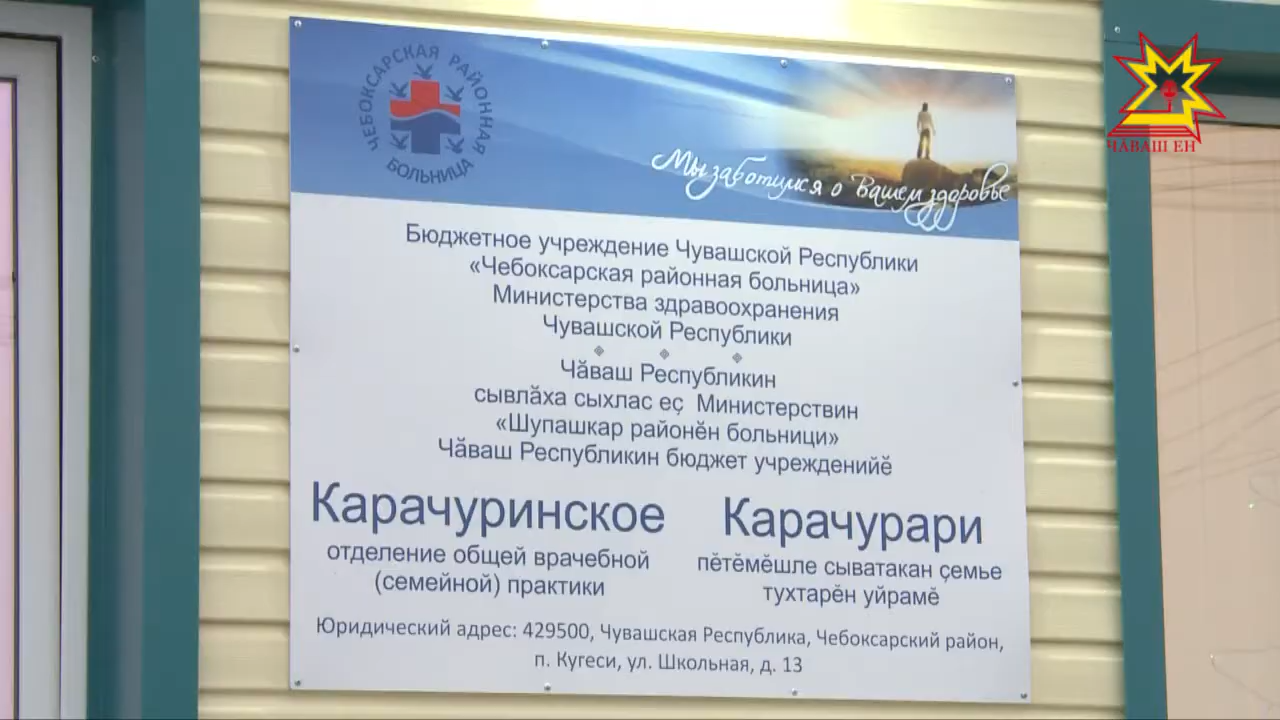 ЧЕБОКСАРСКАЯ РАЙОННАЯ
БОЛЬНИЦА
Мы заботимся о Вашем здоровье
ЧӐВАШ ЕН
Бюджетное учреждение Чувашской Республики
«Чебоксарская районная больница»
Министерства здравоохранения
Чувашской Республики
Чӑваш Республикин
сывлӑха сыхлас еҫ Министерствин
«Шупашкар районӗн больници»
Чӑваш Республикин бюджет учрежденийӗ
Карачуринское
отделение общей врачебной
(семейной) практики
Карачурари
пӗтӗмӗшле сыватакан ҫемье
тухтарӗн уйрамӗ
Юридический адрес: 429500, Чувашская Республика, Чебоксарский район,
п. Кугеси, ул. Школьная, д. 13